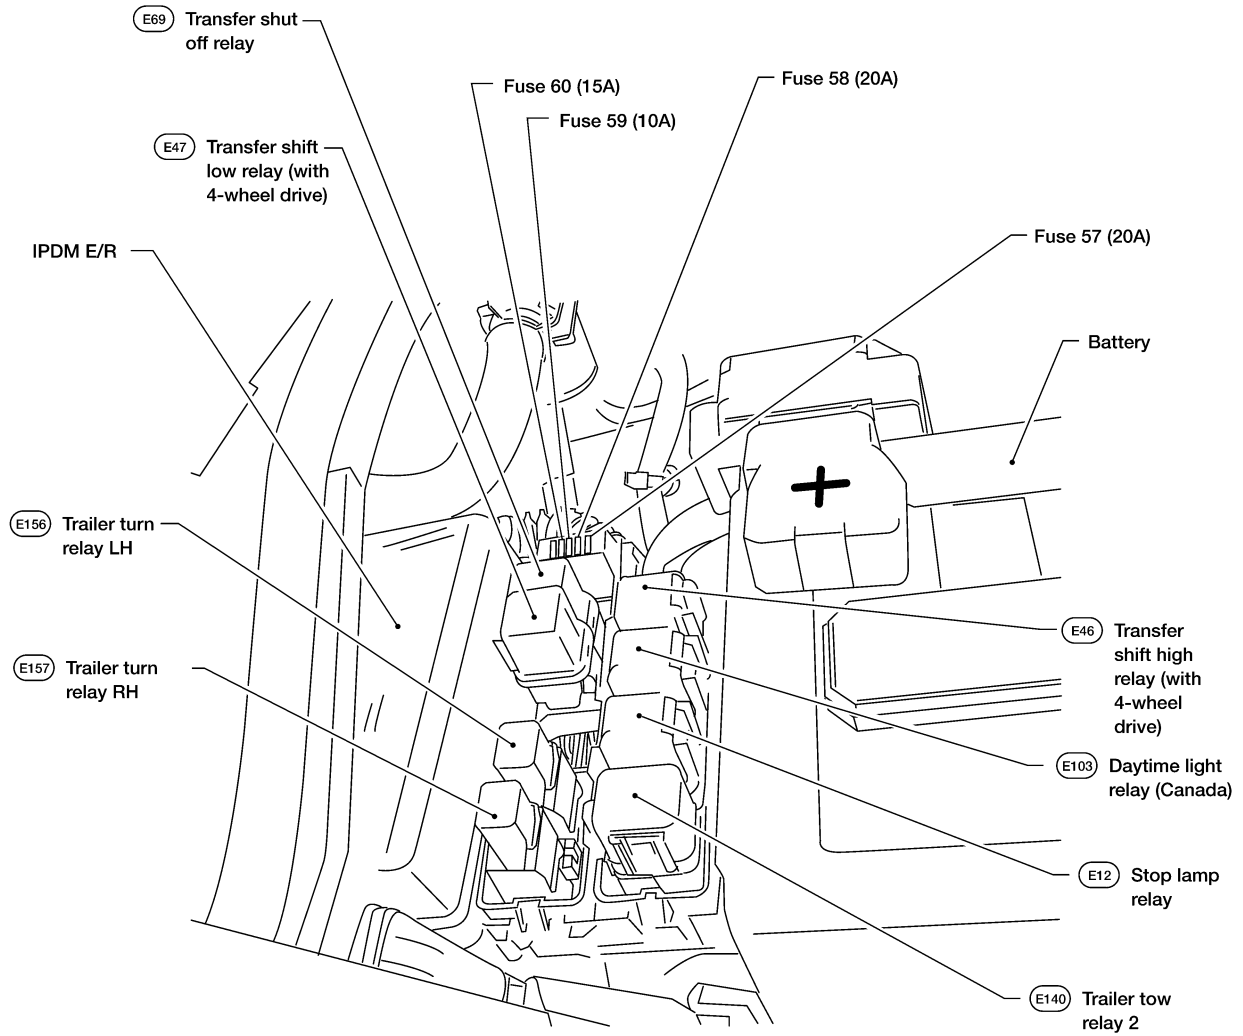 E69 Transfer shut
off relay
Fuse 60 (15A)
Fuse 58 (20A)
Fuse 59 (10A)
E47 Transfer shift
low relay (with
4-wheel drive)
IPDM E/R
Fuse 57 (20A)
Battery
E156 Trailer turn
relay LH
E157 Trailer turn
relay RH
E46 Transfer
shift high
relay (with
4-wheel
drive)
E103 Daytime light
relay (Canada)
E12 Stop lamp
relay
E140 Trailer tow
relay 2